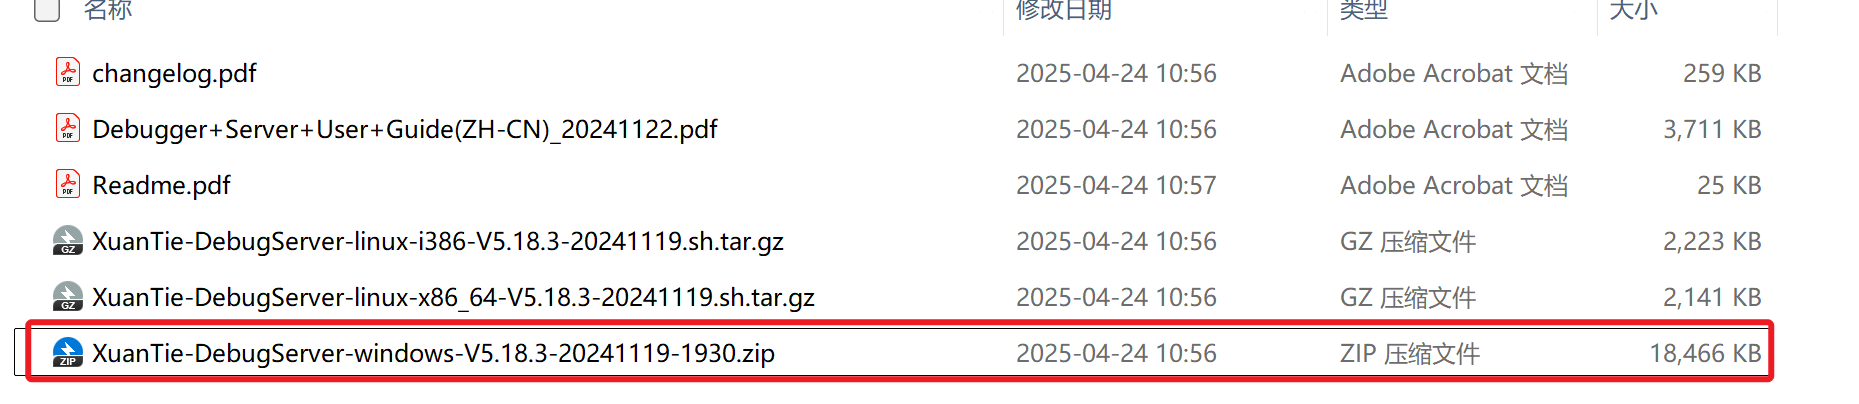 名称 修改日期 类型 大小
changelog.pdf 2025-04-24 10:56 Adobe Acrobat 文档 259 KB
Debugger+Server+User+Guide(ZH-CN)_20241122.pdf 2025-04-24 10:56 Adobe Acrobat 文档 3,711 KB
Readme.pdf 2025-04-24 10:57 Adobe Acrobat 文档 25 KB
XuanTie-DebugServer-linux-i386-V5.18.3-20241119.sh.tar.gz 2025-04-24 10:56 GZ 压缩文件 2,223 KB
XuanTie-DebugServer-linux-x86_64-V5.18.3-20241119.sh.tar.gz 2025-04-24 10:56 GZ 压缩文件 2,141 KB
XuanTie-DebugServer-windows-V5.18.3-20241119-1930.zip 2025-04-24 10:56 ZIP 压缩文件 18,466 KB